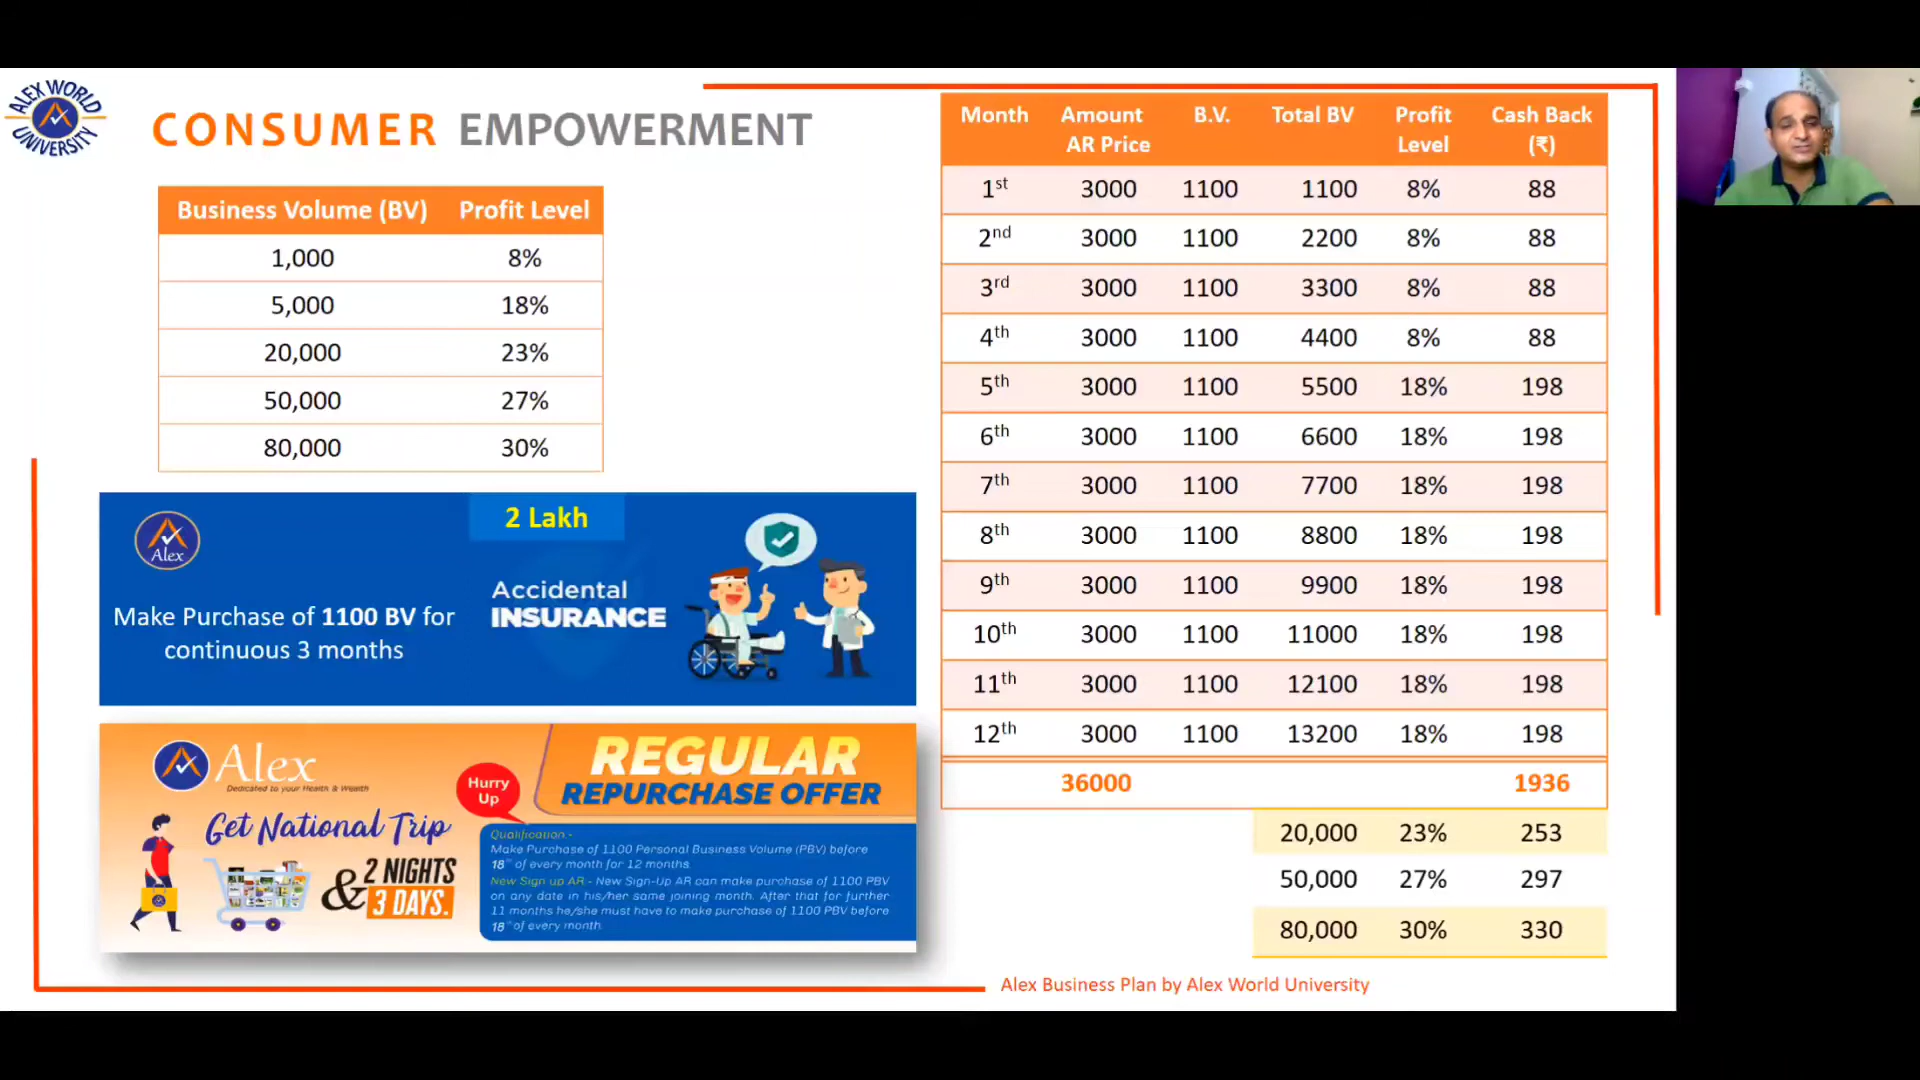 ALEX WORLD
UNIVERSITY
CONSUMER EMPOWERMENT
Business Volume (BV) Profit Level
1,000 8%
5,000 18%
20,000 23%
50,000 27%
80,000 30%
Alex
2 Lakh
Accidental
INSURANCE
Make Purchase of 1100 BV for
continuous 3 months
Alex
Dedicated to your Health & Wealth
Get National Trip
& 2 NIGHTS
3 DAYS.
Hurry
Up
REGULAR
REPURCHASE OFFER
Qualification -
Make Purchase of 1100 Personal Business Volume (PBV) before
18th of every month for 12 months
New Sign up AR - New Sign-Up AR can make purchase of 1100 PBV
on any date in his/her same joining month. After that for further
11 months he/she must have to make purchase of 1100 PBV before
18th of every month.
Month Amount AR Price B.V. Total BV Profit Level Cash Back (₹)
1st 3000 1100 1100 8% 88
2nd 3000 1100 2200 8% 88
3rd 3000 1100 3300 8% 88
4th 3000 1100 4400 8% 88
5th 3000 1100 5500 18% 198
6th 3000 1100 6600 18% 198
7th 3000 1100 7700 18% 198
8th 3000 1100 8800 18% 198
9th 3000 1100 9900 18% 198
10th 3000 1100 11000 18% 198
11th 3000 1100 12100 18% 198
12th 3000 1100 13200 18% 198
36000 1936
20,000 23% 253
50,000 27% 297
80,000 30% 330
Alex Business Plan by Alex World University